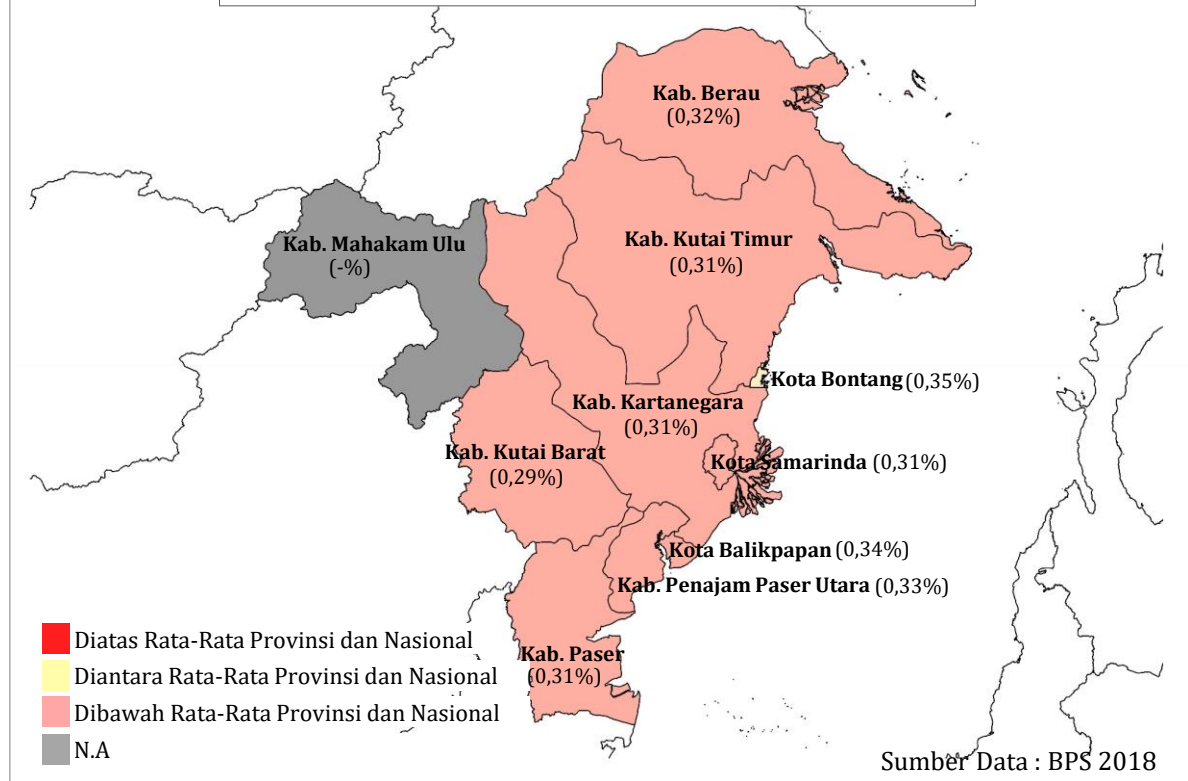 Kab. Berau
(0,32%)
Kab. Mahakam Ulu
(-%)
Kab. Kutai Timur
(0,31%)
Kota Bontang (0,35%)
Kab. Kartanegara
(0,31%)
Kab. Kutai Barat
(0,29%)
Kota Samarinda (0,31%)
Kota Balikpapan (0,34%)
Kab. Penajam Paser Utara (0,33%)
Kab. Paser
(0,31%)
Diatas Rata-Rata Provinsi dan Nasional
Diantara Rata-Rata Provinsi dan Nasional
Dibawah Rata-Rata Provinsi dan Nasional
N.A
Sumber Data : BPS 2018